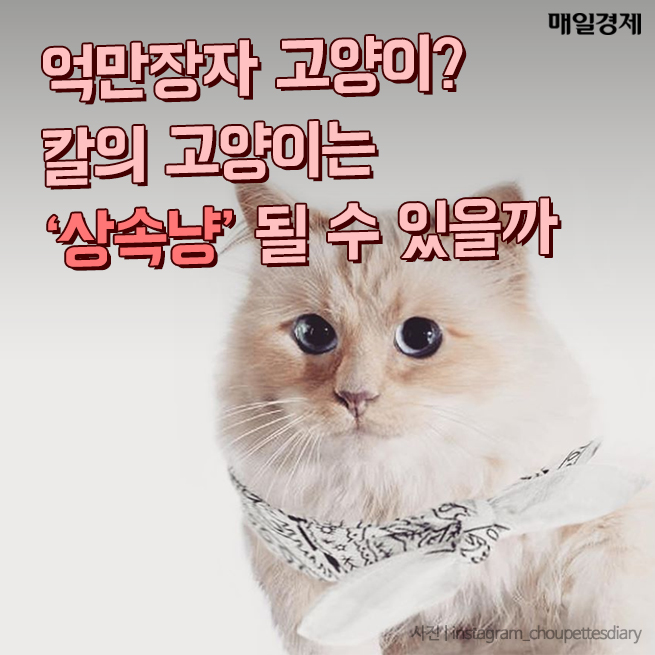 매일경제
억만장자 고양이?
칼의 고양이는
‘상속냥’ 될 수 있을까
사진 | instagram_choupettesdiary